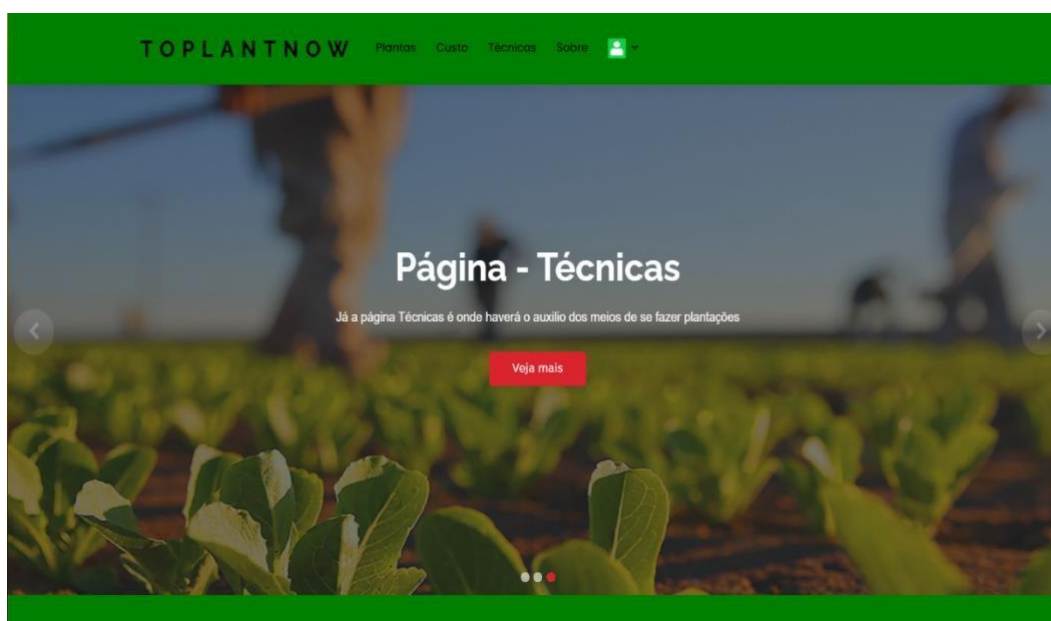 TOPLANTNOW Plantas Custo Técnicas Sobre
Página - Técnicas
Já a página Técnicas é onde haverá o auxilio dos meios de se fazer plantações
Veja mais